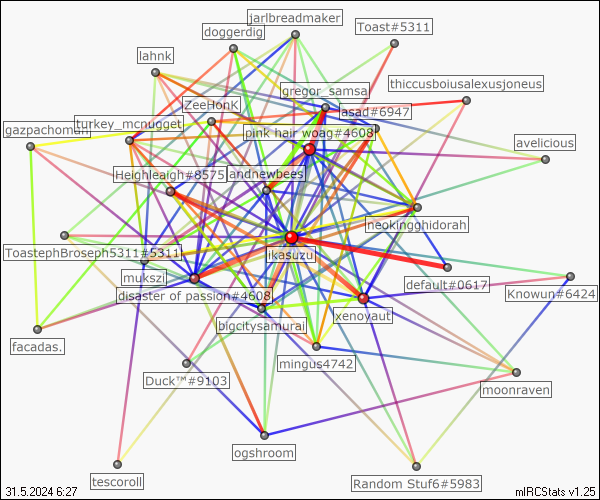 jarlbreadmaker
doggerdig
Toast#5311
lahnk
gregor_samsa
thiccusboiusalexusjoneus
ZeeHonK
asad#6947
gazpachoman
turkey_mcnugget
pink hair woag#4608
avelicious
Heighleaigh#8575
andnewbees
neokingghidorah
ToastephBroseph5311#5311
ikasuzu
mukszi
default#0617
Knowun#6424
disaster of passion#4608
xenoyaut
bigcitysamurai
facadas.
mingus4742
Duck™#9103
moonraven
ogshroom
tescoroll
Random Stuf6#5983
31.5.2024 6:27
mIRCStats v1.25